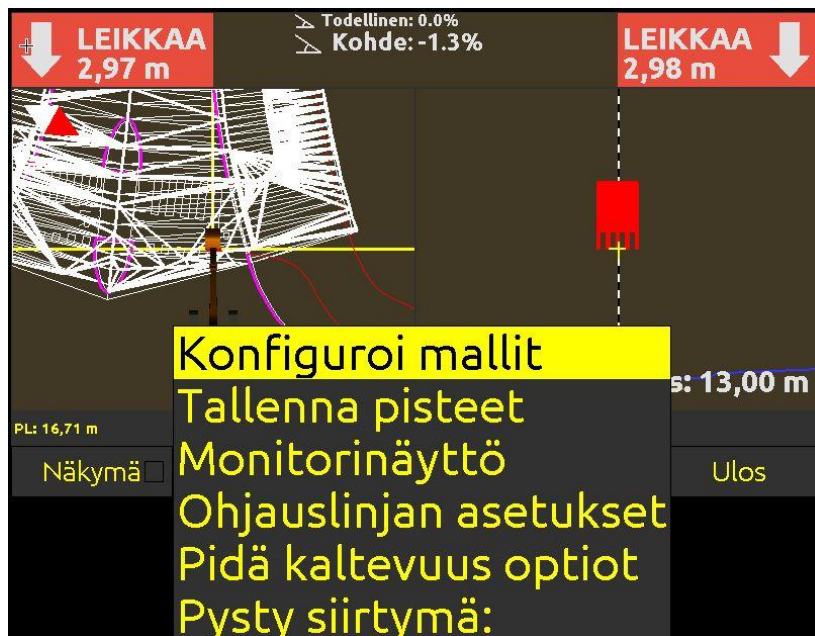 LEIKKAA
2,97 m
Todellinen: 0.0%
Kohde: -1.3%
LEIKKAA
2,98 m
s: 13,00 m
PL: 16,71 m
Näkymä
Ulos
Konfiguroi mallit
Tallenna pisteet
Monitorinäyttö
Ohjauslinjan asetukset
Pidä kaltevuus optiot
Pysty siirtymä: